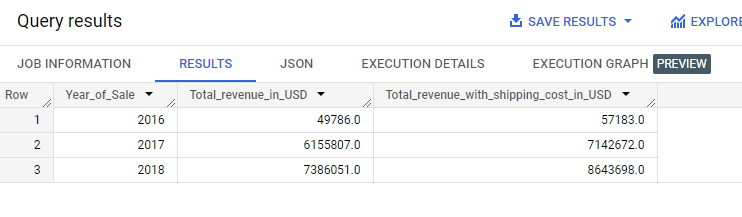 Query results SAVE RESULTS EXPLORE
JOB INFORMATION RESULTS JSON EXECUTION DETAILS EXECUTION GRAPH PREVIEW
Row Year_of_Sale Total_revenue_in_USD Total_revenue_with_shipping_cost_in_USD
1 2016 49786.0 57183.0
2 2017 6155807.0 7142672.0
3 2018 7386051.0 8643698.0